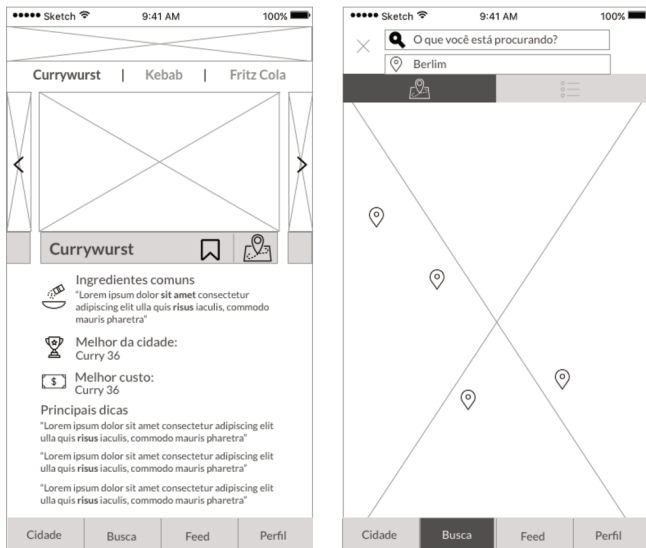 Sketch 9:41 AM 100%
Currywurst | Kebab | Fritz Cola
Currywurst
Ingredientes comuns
“Lorem ipsum dolor sit amet consectetur
adipiscing elit ulla quis risus iaculis, commodo
mauris pharetra”
Melhor da cidade:
Curry 36
$
Melhor custo:
Curry 36
Principais dicas
“Lorem ipsum dolor sit amet consectetur adipiscing elit
ulla quis risus iaculis, commodo mauris pharetra”
“Lorem ipsum dolor sit amet consectetur adipiscing elit
ulla quis risus iaculis, commodo mauris pharetra”
“Lorem ipsum dolor sit amet consectetur adipiscing elit
ulla quis risus iaculis, commodo mauris pharetra”
Cidade Busca Feed Perfil
Sketch 9:41 AM 100%
O que você está procurando?
Berlim
Cidade Busca Feed Perfil